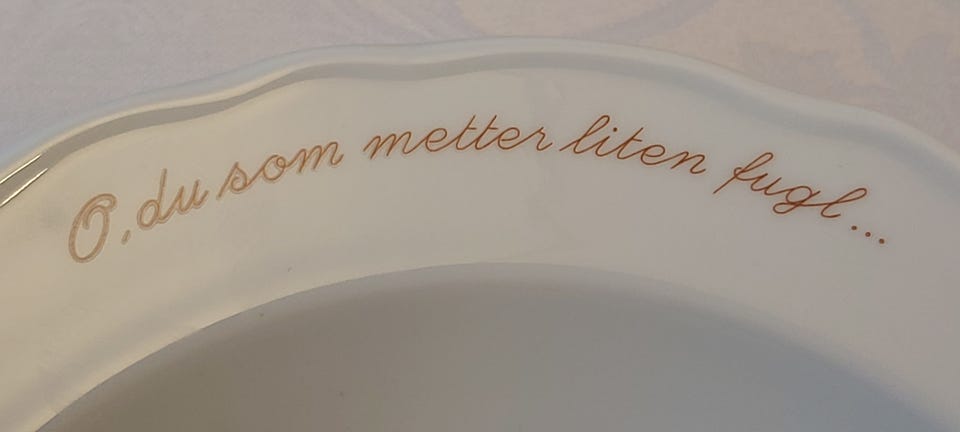 O, du som metter liten fugl...